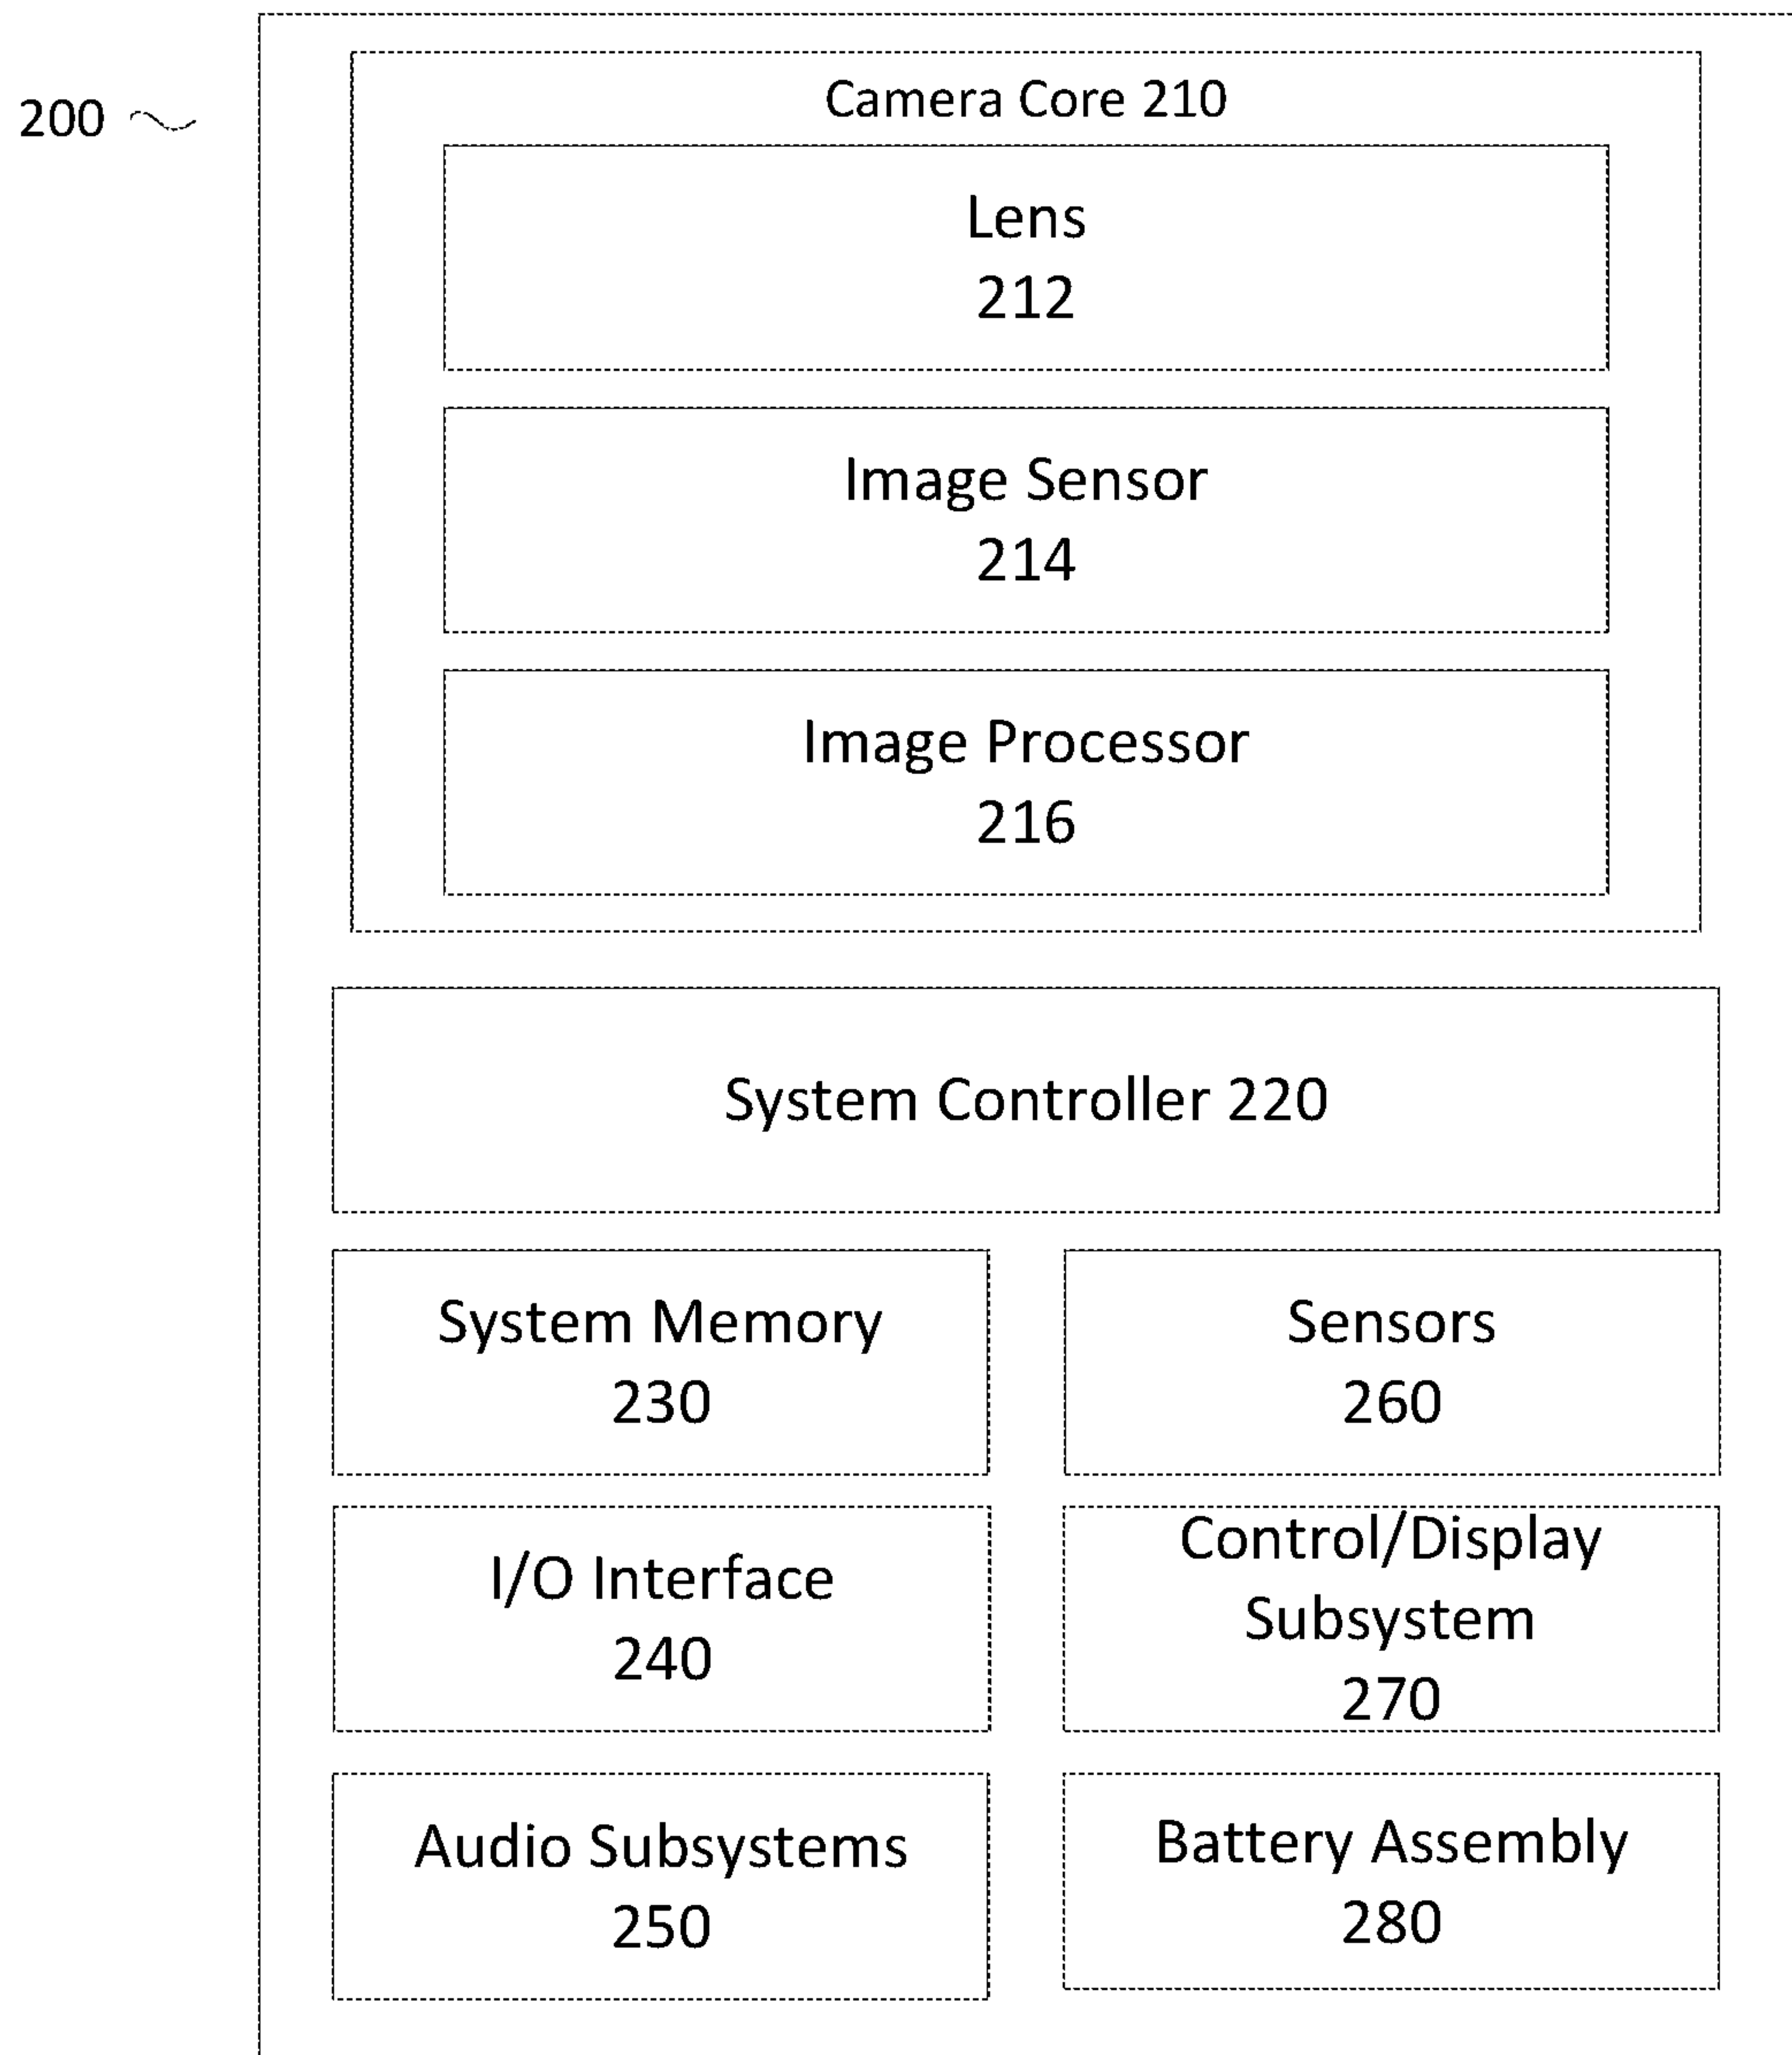 200
Camera Core 210
Lens
212
Image Sensor
214
Image Processor
216
System Controller 220
System Memory
230
Sensors
260
I/O Interface
240
Control/Display
Subsystem
270
Audio Subsystems
250
Battery Assembly
280